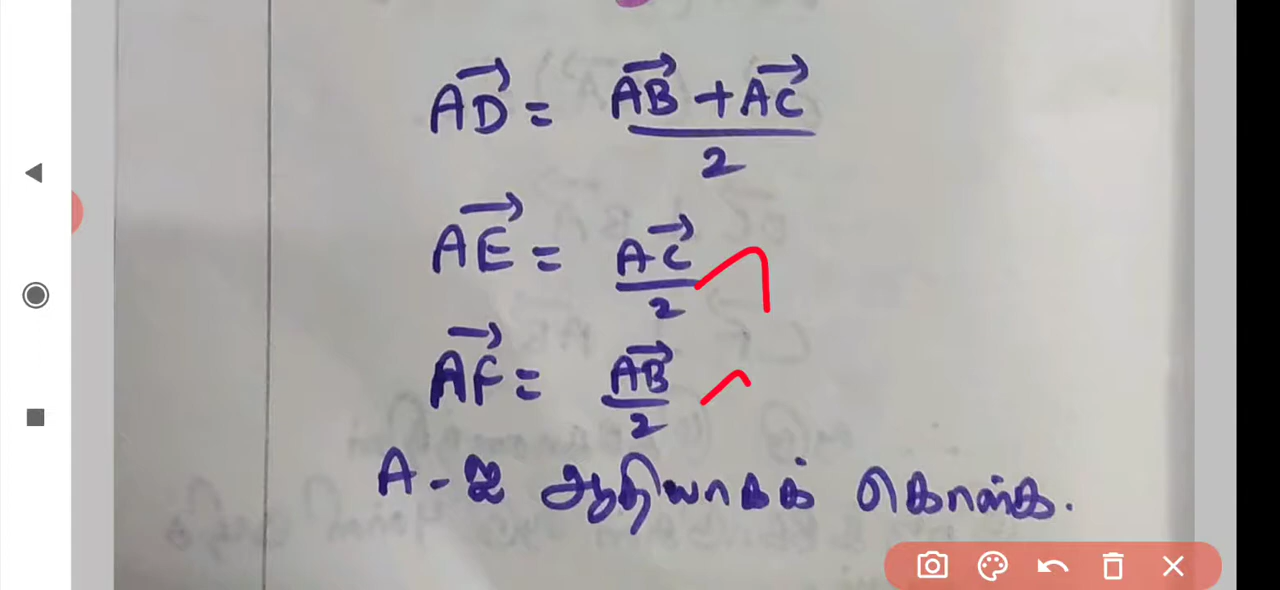 AD⃗ = (AB⃗ + AC⃗)/2
AE⃗ = AC⃗/2
AF⃗ = AB⃗/2
A-ஐ ஆதியாகக் கொள்க.